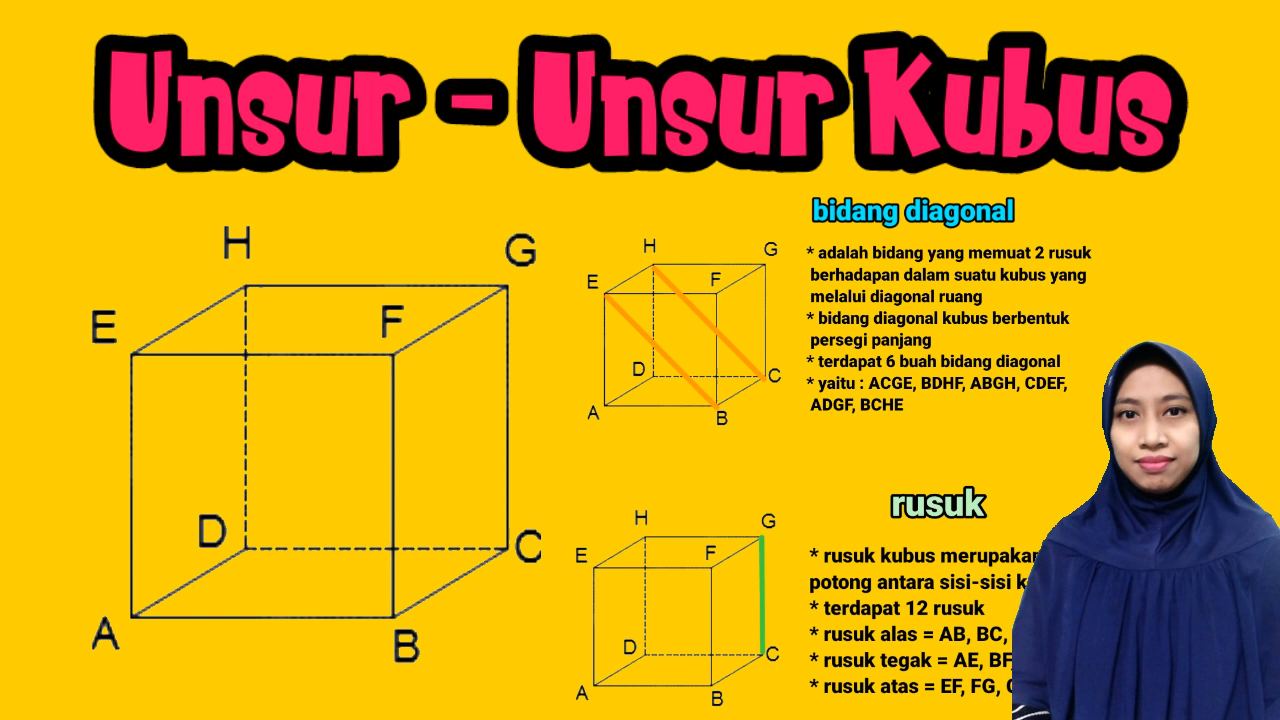 Unsur - Unsur Kubus
H
G
E
F
D
C
A
B
bidang diagonal
H
G
E
F
D
C
A
B
* adalah bidang yang memuat 2 rusuk
berhadapan dalam suatu kubus yang
melalui diagonal ruang
* bidang diagonal kubus berbentuk
persegi panjang
* terdapat 6 buah bidang diagonal
* yaitu : ACGE, BDHF, ABGH, CDEF,
ADGF, BCHE
rusuk
H
G
E
F
D
C
A
B
* rusuk kubus merupakan
potong antara sisi-sisi
* terdapat 12 rusuk
* rusuk alas = AB, BC,
* rusuk tegak = AE, BF,
* rusuk atas = EF, FG,